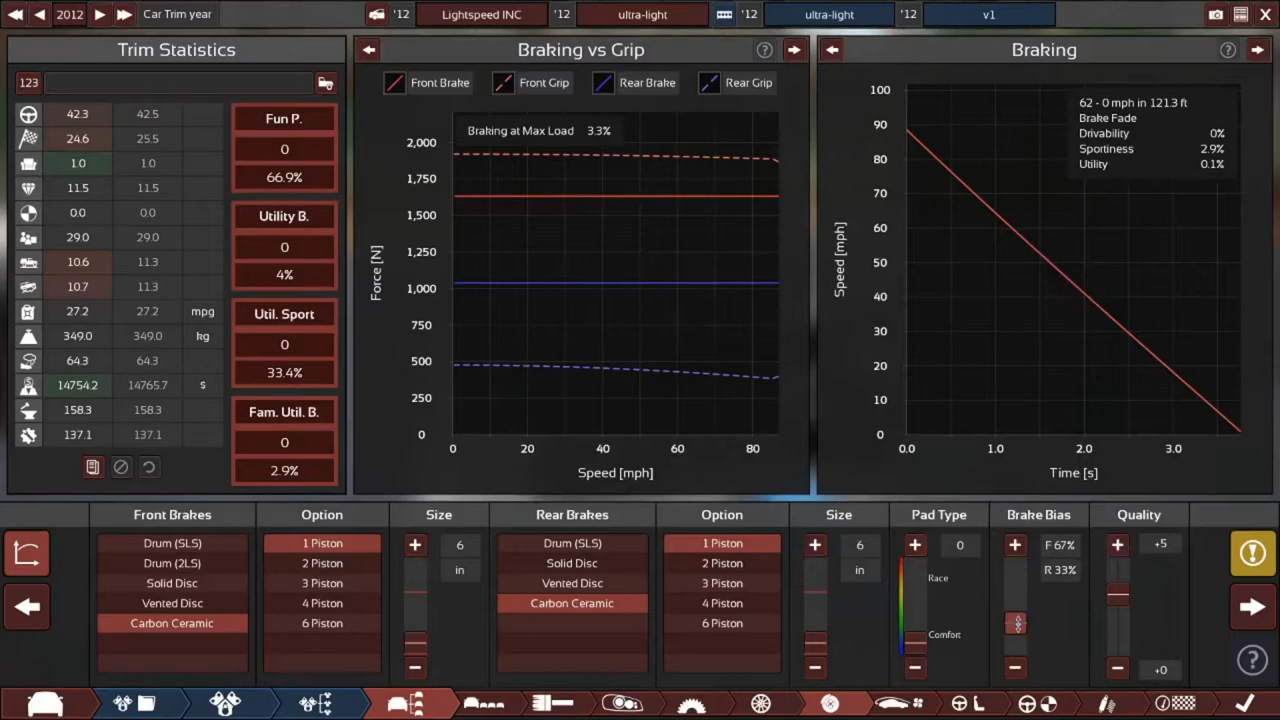 2012
Car Trim year
'12
Lightspeed INC
'12
ultra-light
'12
ultra-light
'12
v1
Trim Statistics
123
42.3 42.5
24.6 25.5
1.0 1.0
11.5 11.5
0.0 0.0
29.0 29.0
10.6 11.3
10.7 11.3
27.2 27.2 mpg
349.0 349.0 kg
64.3 64.3
14754.2 14765.7 $
158.3 158.3
137.1 137.1
Fun P.
0
66.9%
Utility B.
0
4%
Util. Sport
0
33.4%
Fam. Util. B.
0
2.9%
Braking vs Grip
?
Front Brake
Front Grip
Rear Brake
Rear Grip
Braking at Max Load 3.3%
2,000
1,750
1,500
1,250
1,000
750
500
250
0
Force [N]
0 20 40 60 80
Speed [mph]
Braking
?
62 - 0 mph in 121.3 ft
Brake Fade
Drivability 0%
Sportiness 2.9%
Utility 0.1%
100
90
80
70
60
50
40
30
20
10
0
Speed [mph]
0.0 1.0 2.0 3.0
Time [s]
Front Brakes
Drum (SLS)
Drum (2LS)
Solid Disc
Vented Disc
Carbon Ceramic
Option
1 Piston
2 Piston
3 Piston
4 Piston
6 Piston
Size
+ 6
in
-
Rear Brakes
Drum (SLS)
Solid Disc
Vented Disc
Carbon Ceramic
Option
1 Piston
2 Piston
3 Piston
4 Piston
6 Piston
Size
+ 6
in
-
Pad Type
+ 0
Race
Comfort
-
Brake Bias
+ F 67%
R 33%
-
Quality
+ +5
- +0
!
?